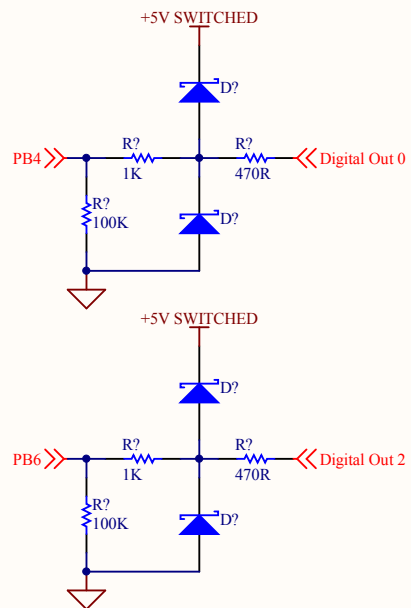 +5V SWITCHED
D?
R?
R?
PB4
Digital Out 0
1K
470R
R?
100K
D?
+5V SWITCHED
D?
R?
R?
PB6
Digital Out 2
1K
470R
R?
100K
D?